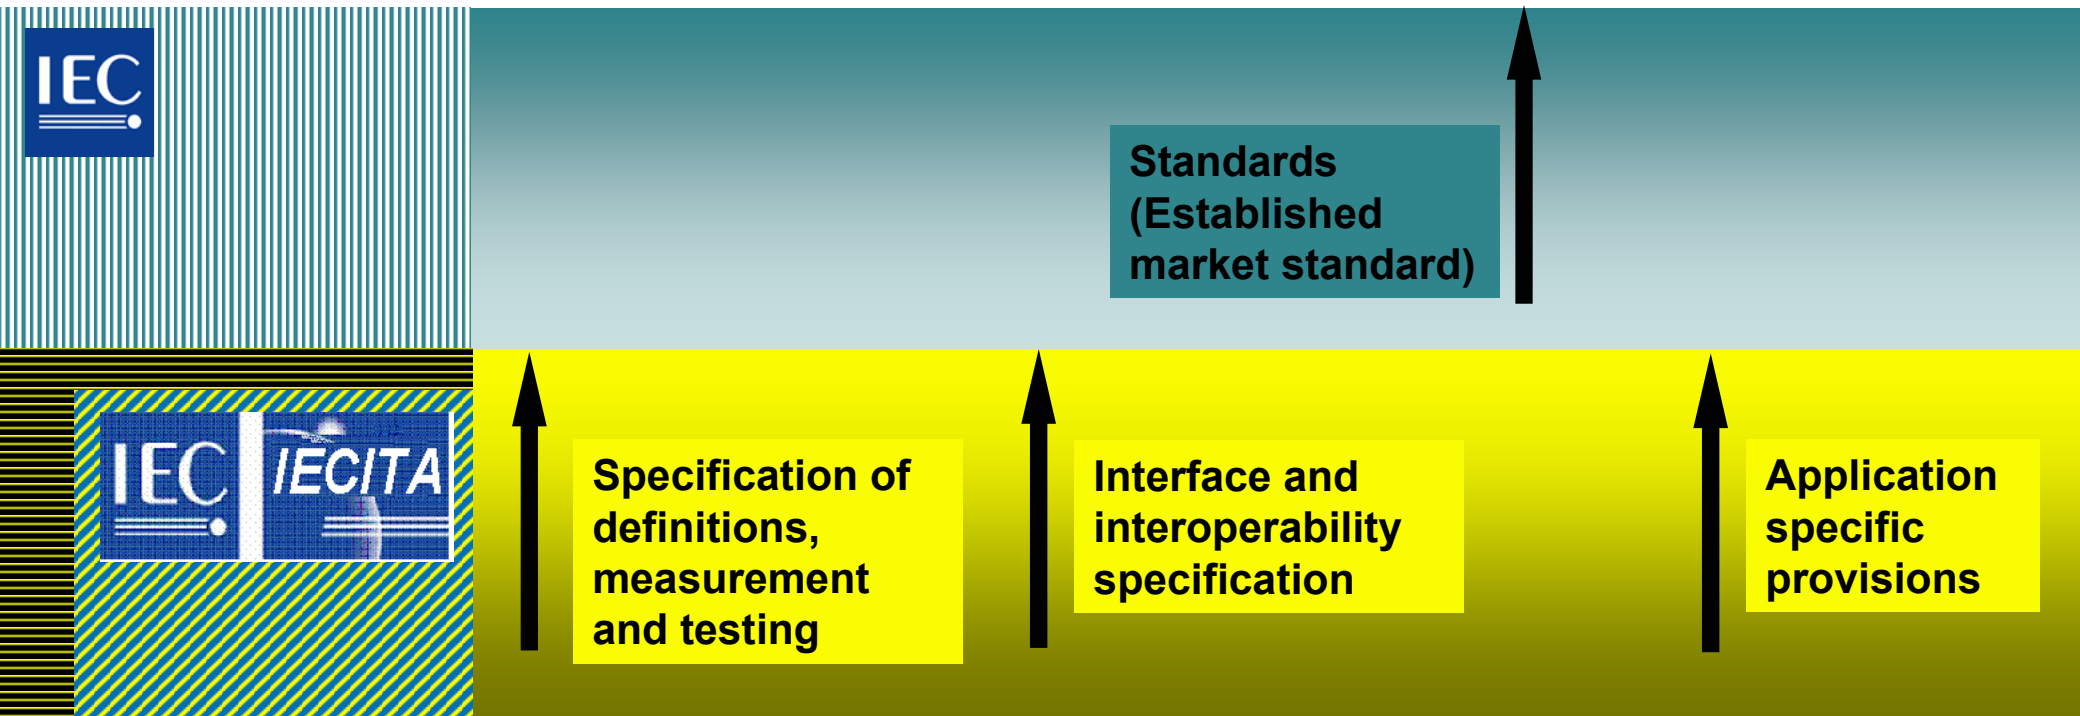 IEC
Standards
(Established
market standard)
IEC
IECITA
Specification of
definitions,
measurement
and testing
Interface and
interoperability
specification
Application
specific
provisions